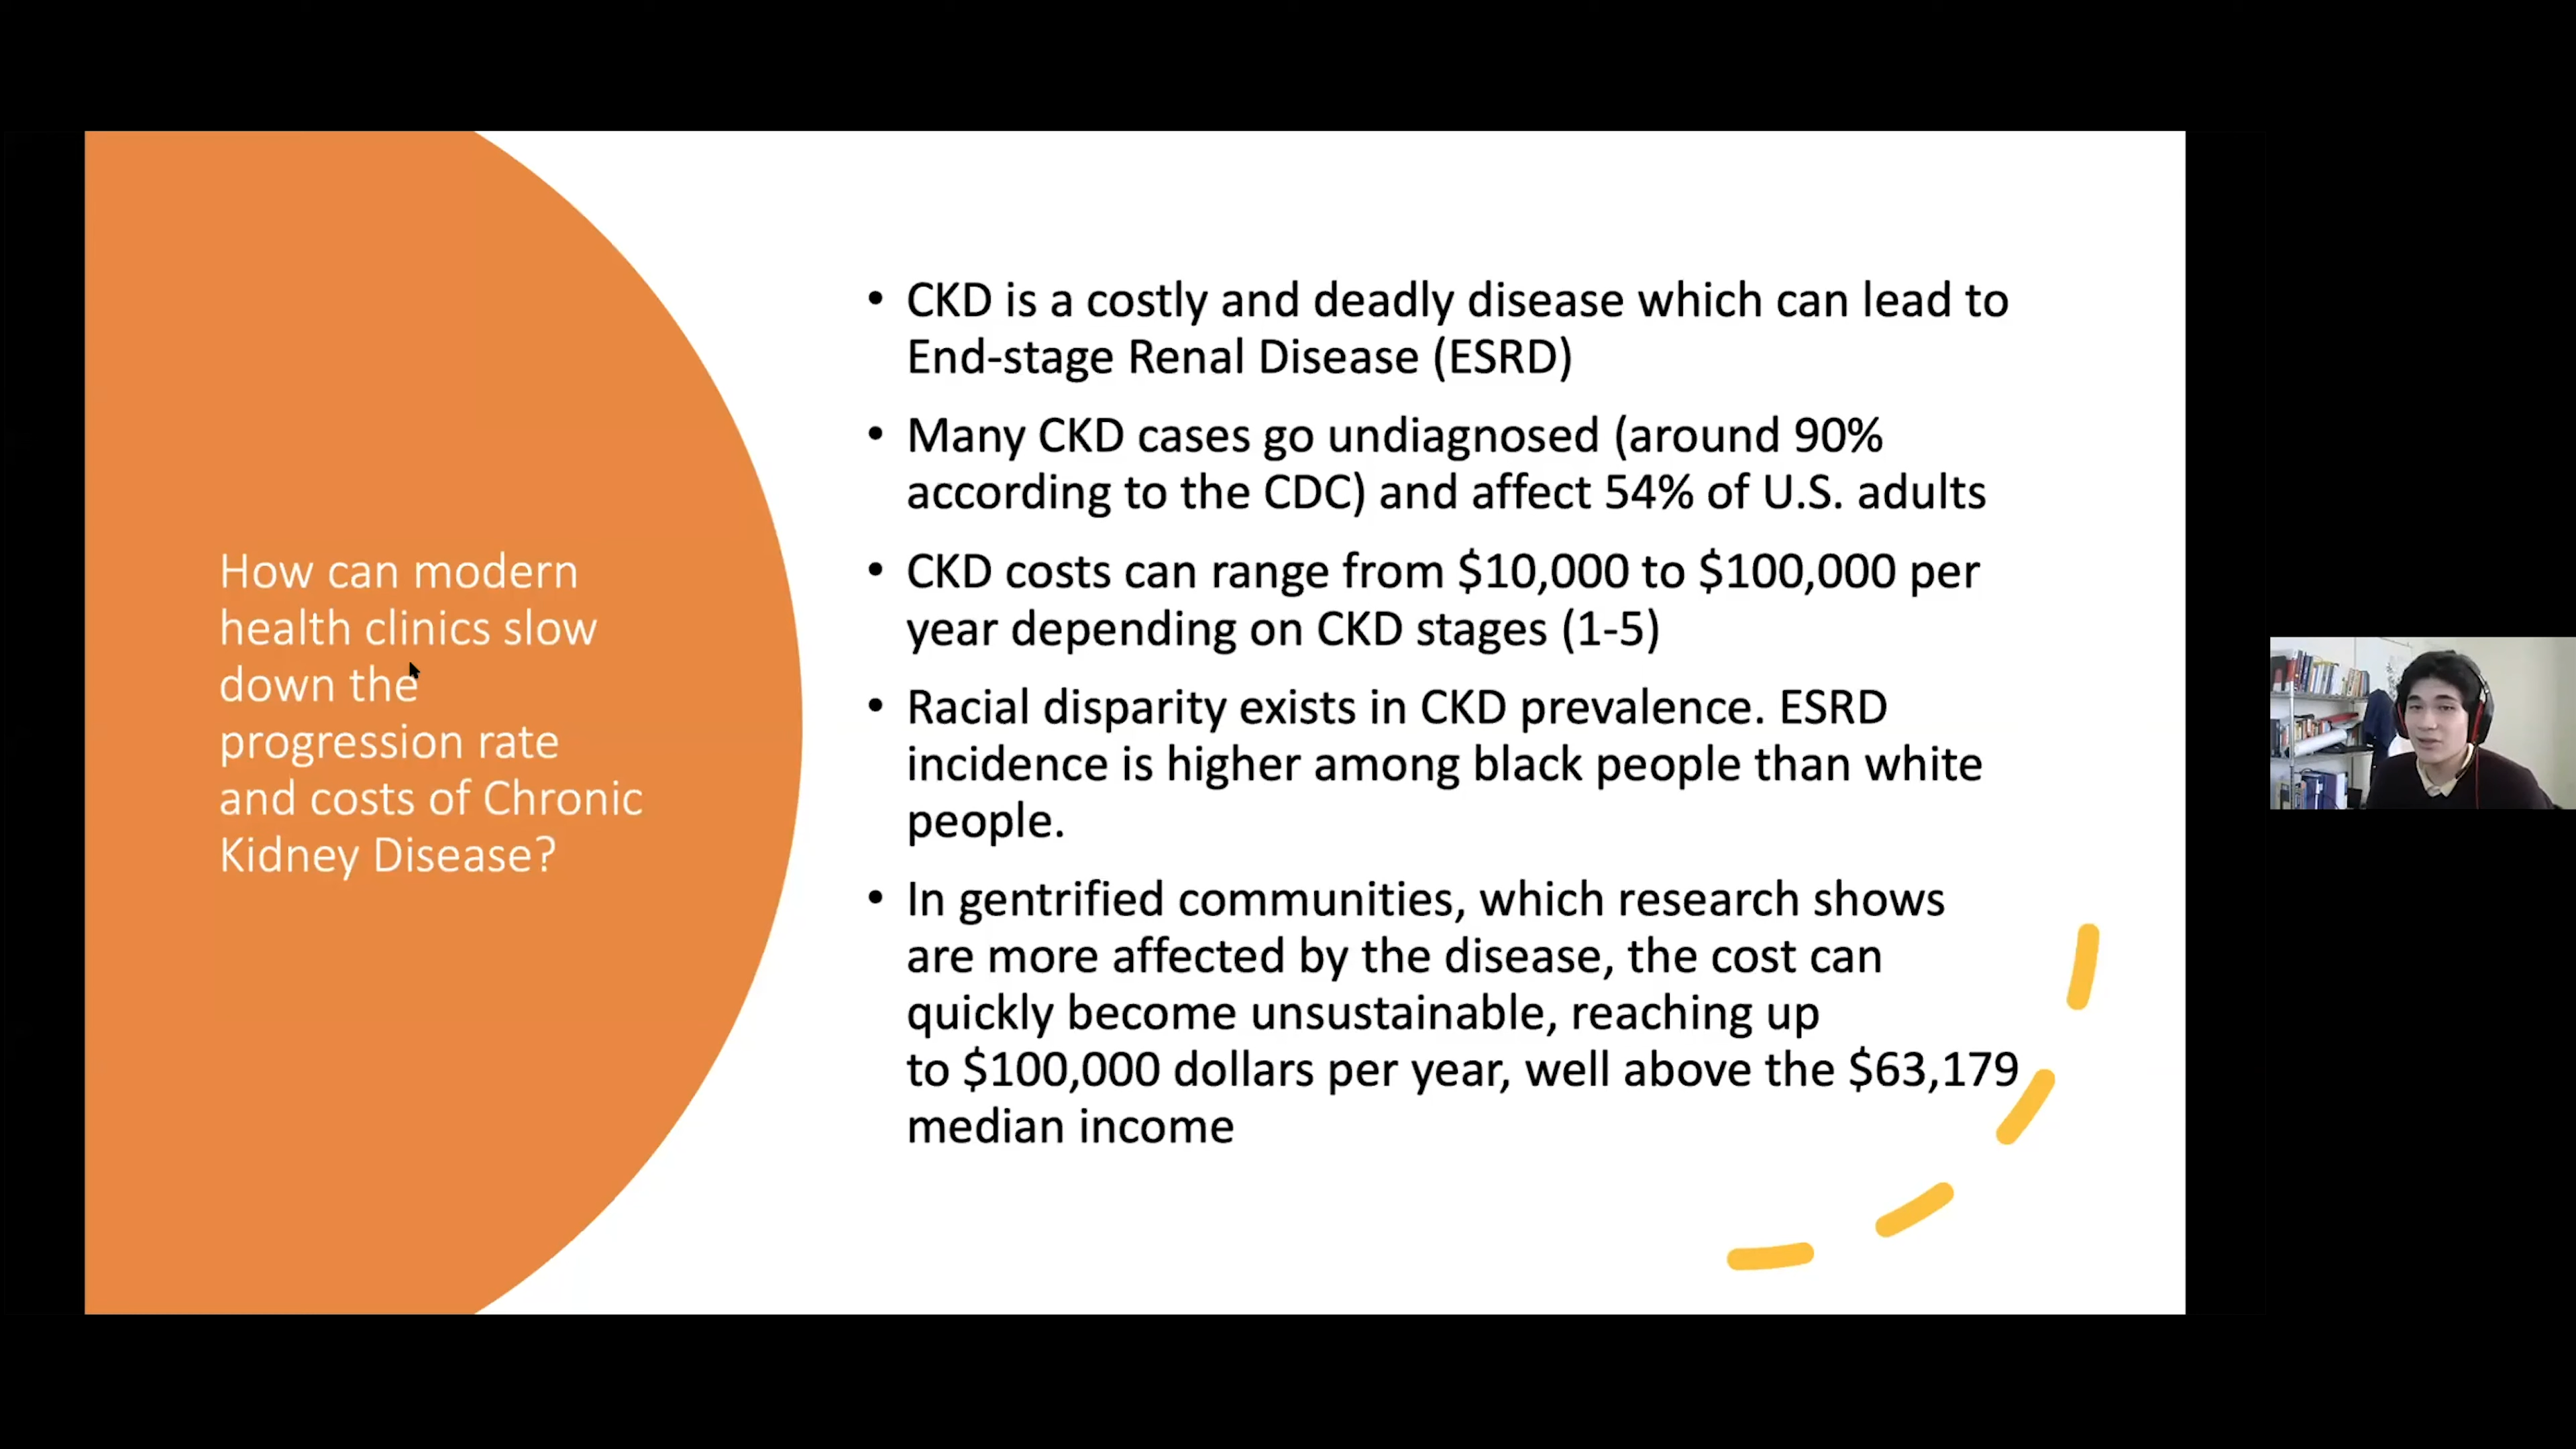 How can modern
health clinics slow
down the
progression rate
and costs of Chronic
Kidney Disease?
• CKD is a costly and deadly disease which can lead to
End-stage Renal Disease (ESRD)
• Many CKD cases go undiagnosed (around 90%
according to the CDC) and affect 54% of U.S. adults
• CKD costs can range from $10,000 to $100,000 per
year depending on CKD stages (1-5)
• Racial disparity exists in CKD prevalence. ESRD
incidence is higher among black people than white
people.
• In gentrified communities, which research shows
are more affected by the disease, the cost can
quickly become unsustainable, reaching up
to $100,000 dollars per year, well above the $63,179
median income